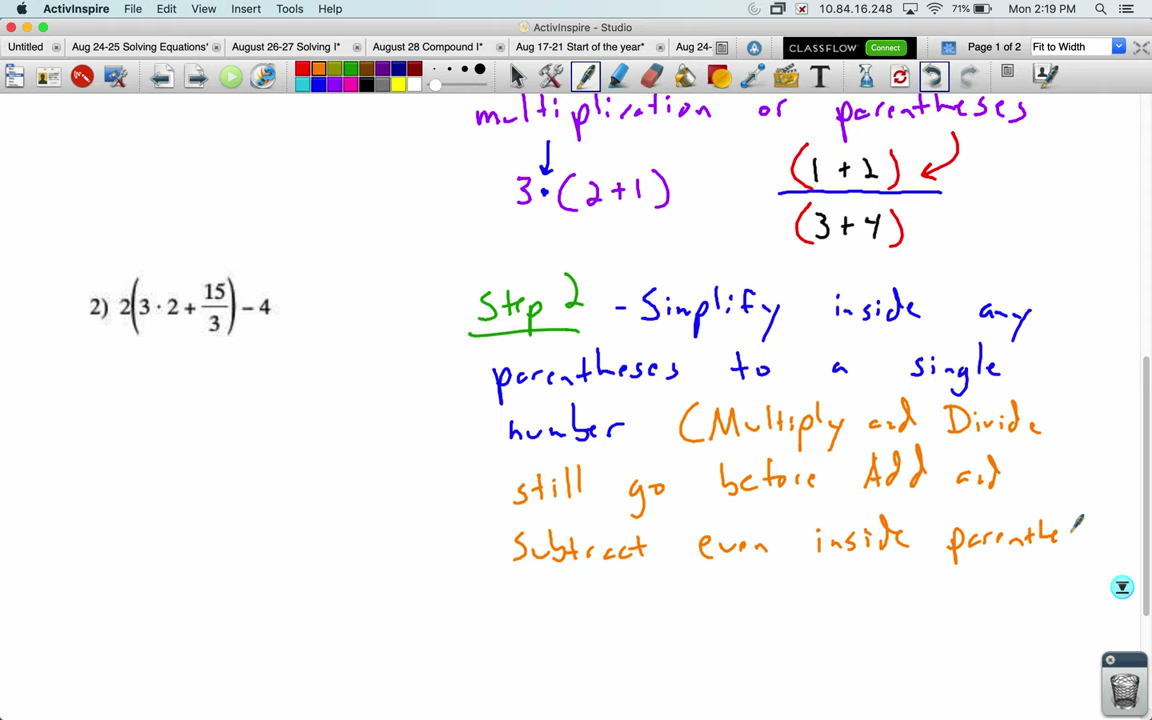 ActivInspire File Edit View Insert Tools Help 10.84.16.248 71% Mon 2:19 PM
ActivInspire - Studio
Untitled Aug 24-25 Solving Equations* August 26-27 Solving I* August 28 Compound I* Aug 17-21 Start of the year* Aug 24- CLASSFLOW Connect Page 1 of 2 Fit to Width
multiplication or parentheses
3 · (2 + 1)
(1 + 2)
(3 + 4)
2) 2(3 · 2 + 15/3) − 4
Step 2 - Simplify inside any
parentheses to a single
number (Multiply and Divide
still go before Add and
Subtract even inside parenthe